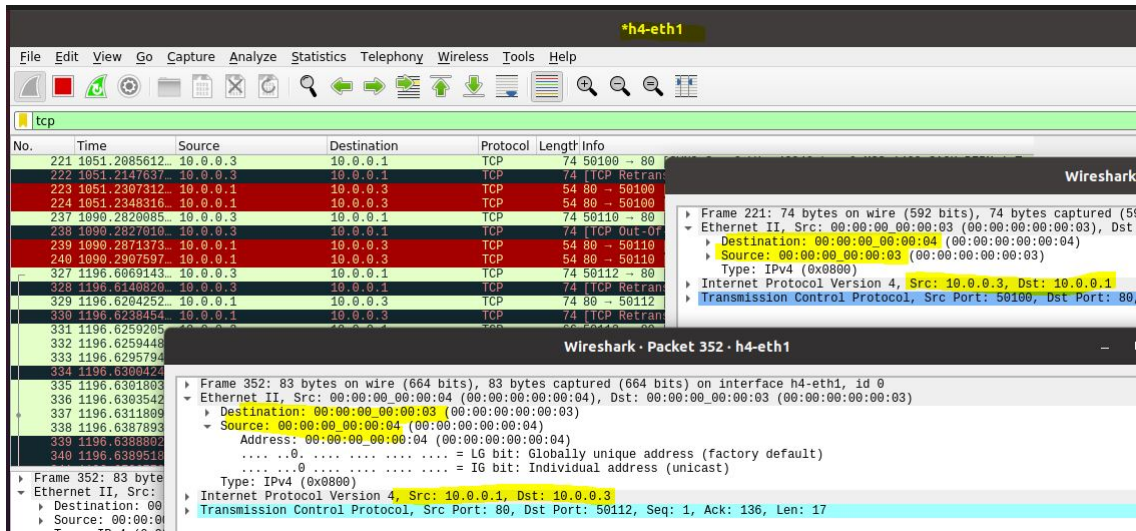 *h4-eth1
File Edit View Go Capture Analyze Statistics Telephony Wireless Tools Help
tcp
No. Time Source Destination Protocol Length Info
221 1051.2085612… 10.0.0.3 10.0.0.1 TCP 74 50100 → 80
222 1051.2147637… 10.0.0.3 10.0.0.1 TCP 74 [TCP Retran
223 1051.2307312… 10.0.0.1 10.0.0.3 TCP 54 80 → 50100
224 1051.2348316… 10.0.0.1 10.0.0.3 TCP 54 80 → 50100
237 1090.2820085… 10.0.0.3 10.0.0.1 TCP 74 50110 → 80
238 1090.2827010… 10.0.0.3 10.0.0.1 TCP 74 [TCP Out-Of
239 1090.2871373… 10.0.0.1 10.0.0.3 TCP 54 80 → 50110
240 1090.2907597… 10.0.0.1 10.0.0.3 TCP 54 80 → 50110
327 1196.6069143… 10.0.0.3 10.0.0.1 TCP 74 50112 → 80
328 1196.6140820… 10.0.0.3 10.0.0.1 TCP 74 [TCP Retran
329 1196.6204252… 10.0.0.1 10.0.0.3 TCP 74 80 → 50112
330 1196.6238454… 10.0.0.1 10.0.0.3 TCP 74 [TCP Retran
331 1196.6259205
332 1196.6259448
333 1196.6295794
334 1196.6300424
335 1196.6301803
336 1196.6303542
337 1196.6311809
338 1196.6387893
339 1196.6388802
340 1196.6389518
Frame 352: 83 byte
Ethernet II, Src:
Destination: 00
Source: 00:00:0
Wireshark
Frame 221: 74 bytes on wire (592 bits), 74 bytes captured (59
Ethernet II, Src: 00:00:00_00:00:03 (00:00:00:00:00:03), Dst
Destination: 00:00:00_00:00:04 (00:00:00:00:00:04)
Source: 00:00:00_00:00:03 (00:00:00:00:00:03)
Type: IPv4 (0x0800)
Internet Protocol Version 4, Src: 10.0.0.3, Dst: 10.0.0.1
Transmission Control Protocol, Src Port: 50100, Dst Port: 80,
Wireshark · Packet 352 · h4-eth1
Frame 352: 83 bytes on wire (664 bits), 83 bytes captured (664 bits) on interface h4-eth1, id 0
Ethernet II, Src: 00:00:00_00:00:04 (00:00:00:00:00:04), Dst: 00:00:00_00:00:03 (00:00:00:00:00:03)
Destination: 00:00:00_00:00:03 (00:00:00:00:00:03)
Source: 00:00:00_00:00:04 (00:00:00:00:00:04)
Address: 00:00:00_00:00:04 (00:00:00:00:00:04)
.... ..0. .... .... .... .... = LG bit: Globally unique address (factory default)
.... ...0 .... .... .... .... = IG bit: Individual address (unicast)
Type: IPv4 (0x0800)
Internet Protocol Version 4, Src: 10.0.0.1, Dst: 10.0.0.3
Transmission Control Protocol, Src Port: 80, Dst Port: 50112, Seq: 1, Ack: 136, Len: 17